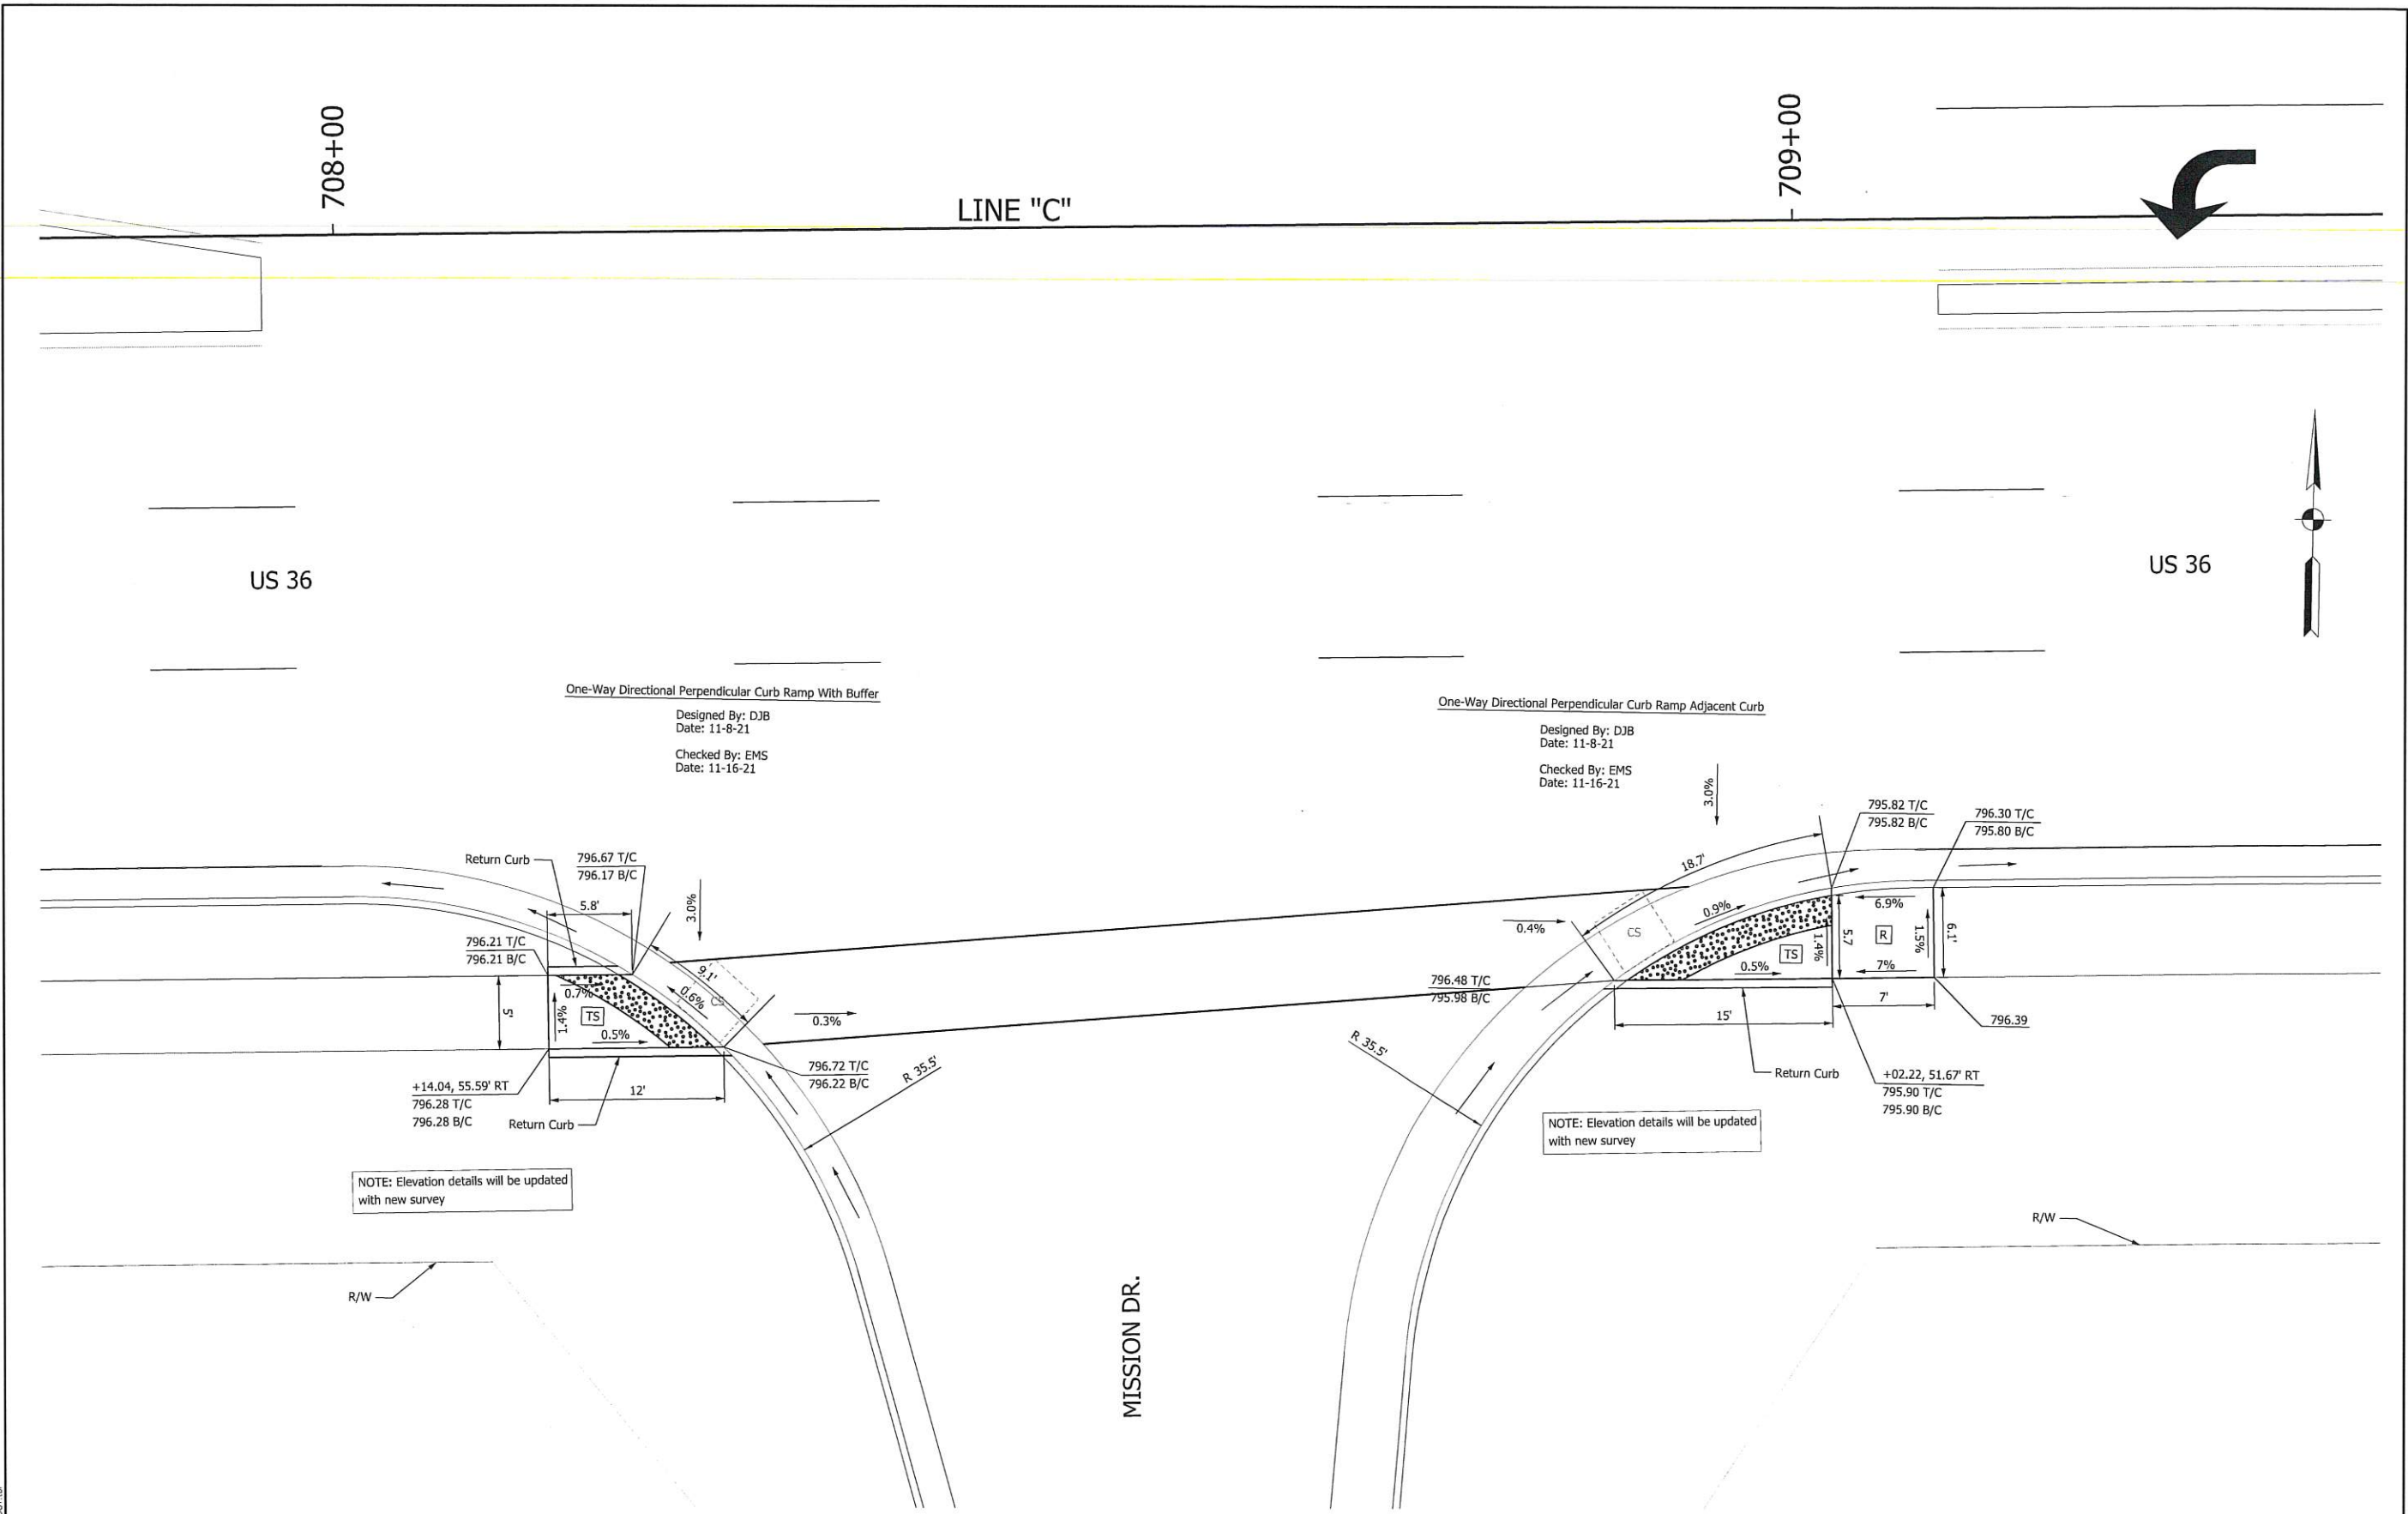 708+00
709+00
LINE "C"
US 36
US 36
One-Way Directional Perpendicular Curb Ramp With Buffer
Designed By: DJB
Date: 11-8-21
Checked By: EMS
Date: 11-16-21
One-Way Directional Perpendicular Curb Ramp Adjacent Curb
Designed By: DJB
Date: 11-8-21
Checked By: EMS
Date: 11-16-21
Return Curb
796.67 T/C
796.17 B/C
5.8'
3.0%
796.21 T/C
796.21 B/C
9.1'
0.6%
CS
0.7%
TS
1.4%
5'
0.5%
0.3%
796.72 T/C
796.22 B/C
R 35.5'
12'
+14.04, 55.59' RT
796.28 T/C
796.28 B/C
Return Curb
NOTE: Elevation details will be updated
with new survey
R/W
MISSION DR.
3.0%
795.82 T/C
795.82 B/C
796.30 T/C
795.80 B/C
18.7'
0.9%
0.4%
CS
6.9%
R
1.5%
6.1'
5.7
1.4%
TS
0.5%
7%
796.48 T/C
795.98 B/C
7'
15'
796.39
R 35.5'
Return Curb
+02.22, 51.67' RT
795.90 T/C
795.90 B/C
NOTE: Elevation details will be updated
with new survey
R/W